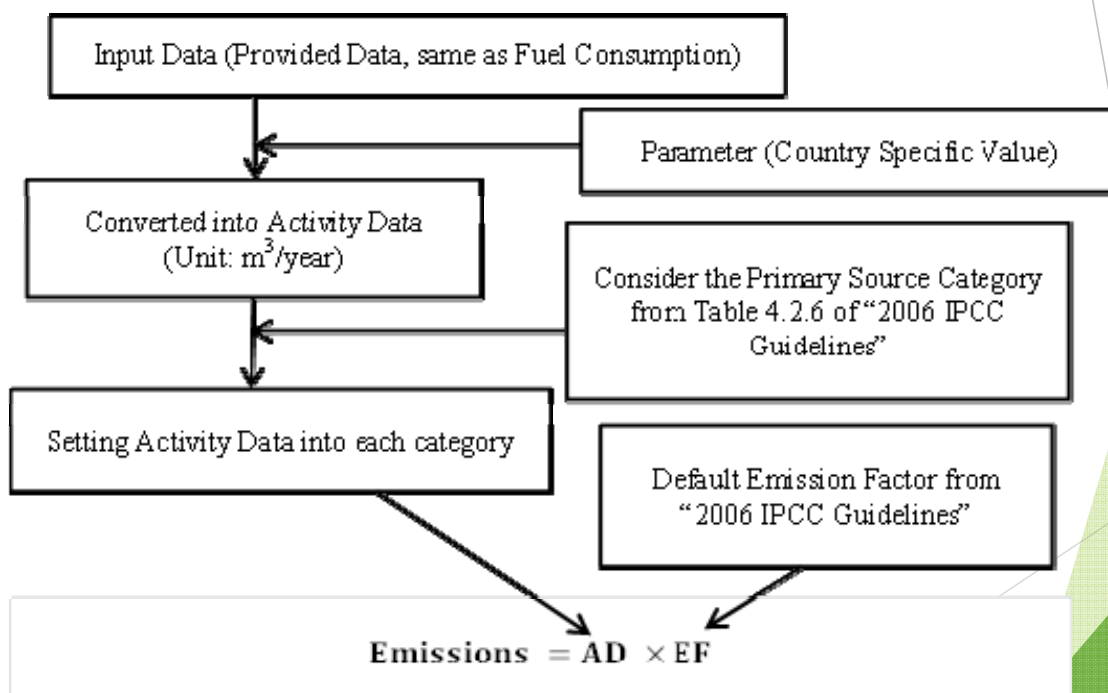 Input Data (Provided Data, same as Fuel Consumption)
Parameter (Country Specific Value)
Converted into Activity Data
(Unit: m³/year)
Consider the Primary Source Category
from Table 4.2.6 of “2006 IPCC
Guidelines”
Setting Activity Data into each category
Default Emission Factor from
“2006 IPCC Guidelines”
Emissions = AD × EF